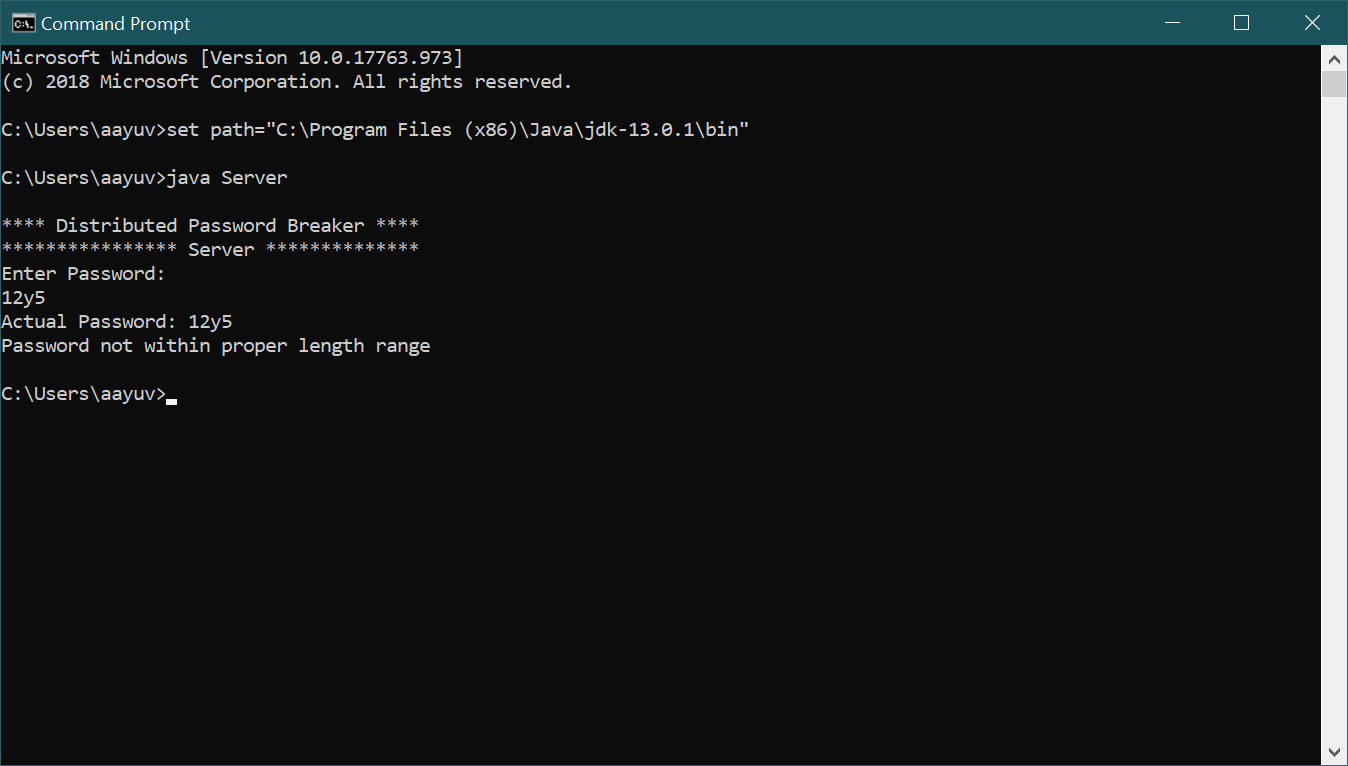 Command Prompt
Microsoft Windows [Version 10.0.17763.973]
(c) 2018 Microsoft Corporation. All rights reserved.
C:\Users\aayuv>set path="C:\Program Files (x86)\Java\jdk-13.0.1\bin"
C:\Users\aayuv>java Server
**** Distributed Password Breaker ****
**************** Server **************
Enter Password:
12y5
Actual Password: 12y5
Password not within proper length range
C:\Users\aayuv>